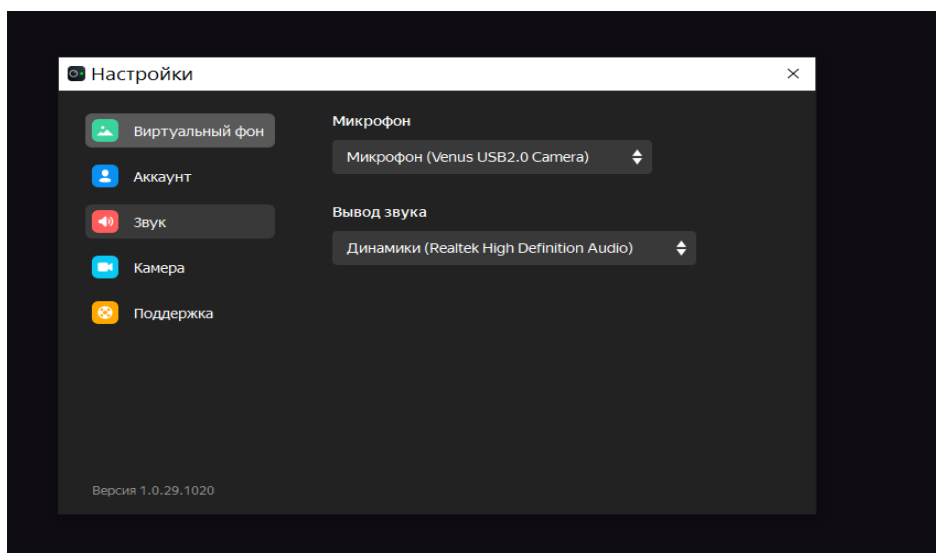 Настройки
Виртуальный фон
Аккаунт
Звук
Камера
Поддержка
Версия 1.0.29.1020
Микрофон
Микрофон (Venus USB2.0 Camera)
Вывод звука
Динамики (Realtek High Definition Audio)